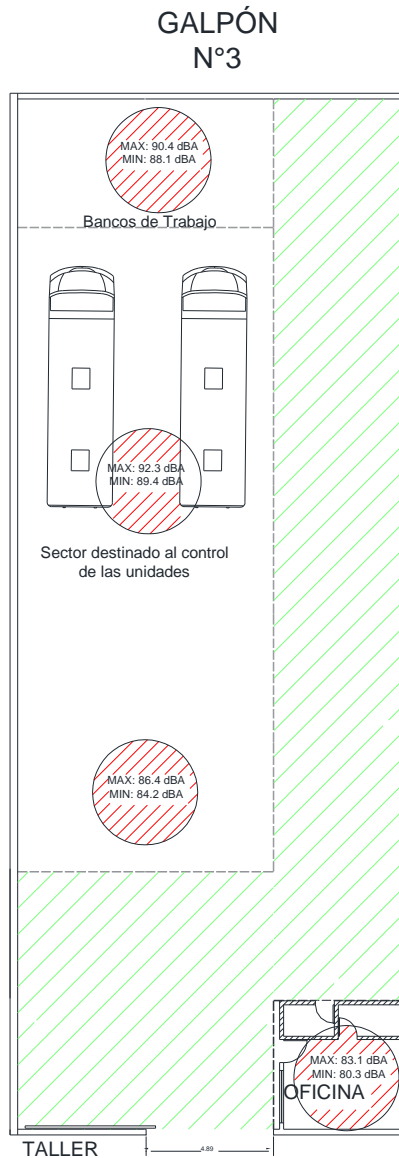 GALPÓN
N°3
MAX: 90.4 dBA
MIN: 88.1 dBA
Bancos de Trabajo
MAX: 92.3 dBA
MIN: 89.4 dBA
Sector destinado al control
de las unidades
MAX: 86.4 dBA
MIN: 84.2 dBA
MAX: 83.1 dBA
MIN: 80.3 dBA
OFICINA
TALLER
4.89